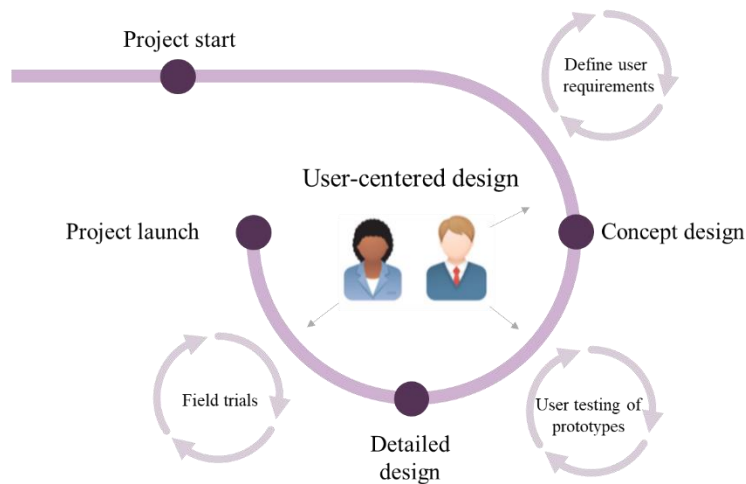 Project start
Define user
requirements
User-centered design
Project launch
Concept design
Field trials
User testing of
prototypes
Detailed
design